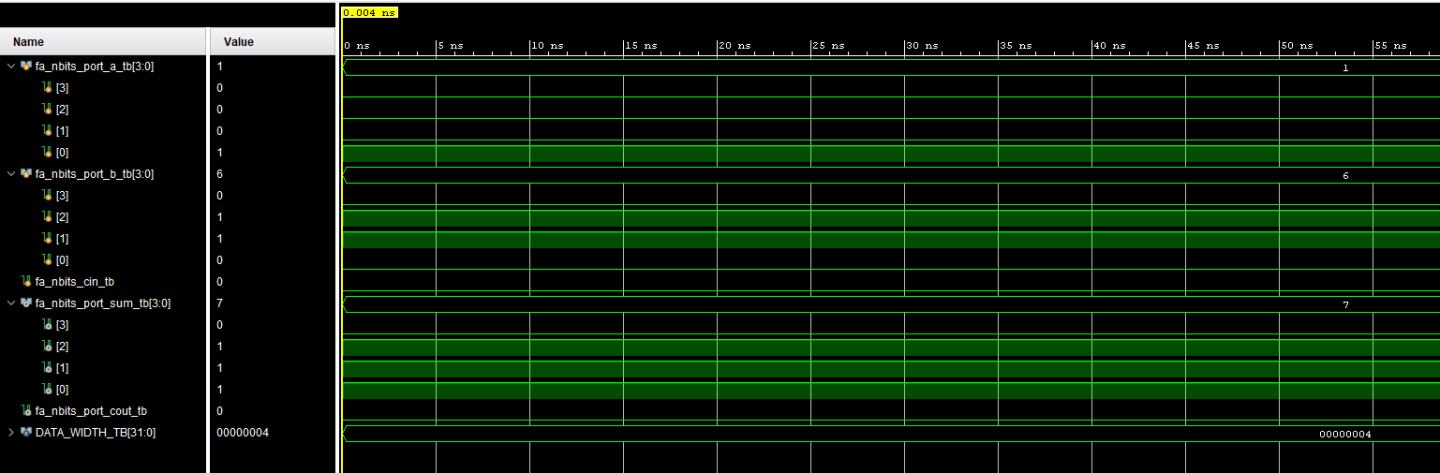 0.004 ns
Name Value 0 ns 5 ns 10 ns 15 ns 20 ns 25 ns 30 ns 35 ns 40 ns 45 ns 50 ns 55 ns
fa_nbits_port_a_tb[3:0] 1 1
[3] 0
[2] 0
[1] 0
[0] 1
fa_nbits_port_b_tb[3:0] 6 6
[3] 0
[2] 1
[1] 1
[0] 0
fa_nbits_cin_tb 0
fa_nbits_port_sum_tb[3:0] 7 7
[3] 0
[2] 1
[1] 1
[0] 1
fa_nbits_port_cout_tb 0
DATA_WIDTH_TB[31:0] 00000004 00000004